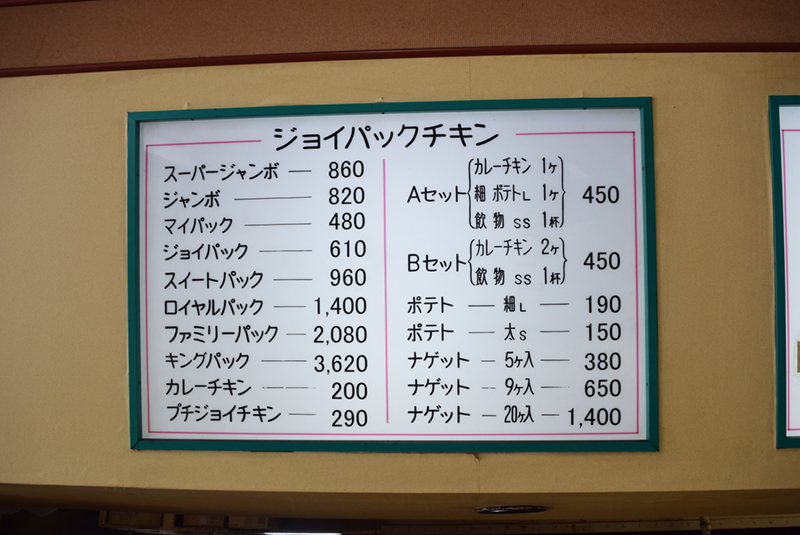 ジョイパックチキン
スーパージャンボ — 860
ジャンボ — 820
マイパック — 480
ジョイパック — 610
スイートパック — 960
ロイヤルパック — 1,400
ファミリーパック — 2,080
キングパック — 3,620
カレーチキン — 200
プチジョイチキン — 290
Aセット カレーチキン 1ヶ
細 ポテトL 1ヶ
飲物 SS 1杯
450
Bセット カレーチキン 2ヶ
飲物 SS 1杯
450
ポテト — 細L — 190
ポテト — 太S — 150
ナゲット — 5ヶ入 — 380
ナゲット — 9ヶ入 — 650
ナゲット — 20ヶ入 — 1,400